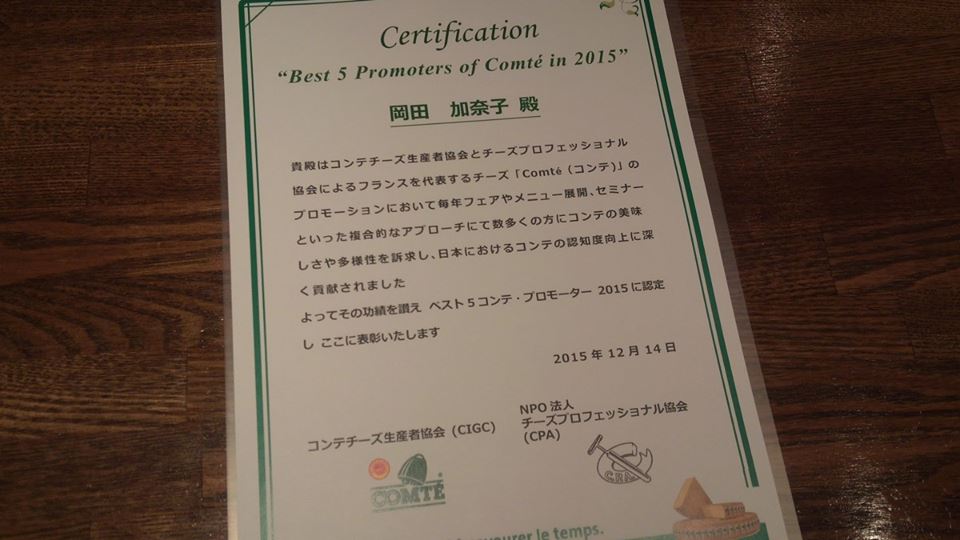 Certification
“Best 5 Promoters of Comté in 2015”
岡田 加奈子 殿
貴殿はコンテチーズ生産者協会とチーズプロフェッショナル
協会によるフランスを代表するチーズ「Comté（コンテ)」の
プロモーションにおいて毎年フェアやメニュー展開、セミナー
といった複合的なアプローチにて数多くの方にコンテの美味
しさや多様性を訴求し、日本におけるコンテの認知度向上に深
く貢献されました
よってその功績を讃え ベスト５コンテ・プロモーター 2015に認定
し ここに表彰いたします
2015 年 12 月 14 日
コンテチーズ生産者協会 (CIGC)
NPO 法人
チーズプロフェッショナル協会
(CPA)
COMTÉ
C.P.A.
le temps.